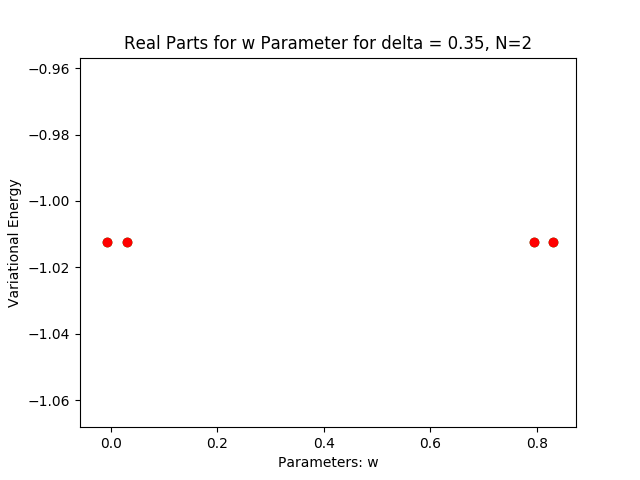 Real Parts for w Parameter for delta = 0.35, N=2
−0.96
−0.98
−1.00
−1.02
−1.04
−1.06
Variational Energy
0.0 0.2 0.4 0.6 0.8
Parameters: w